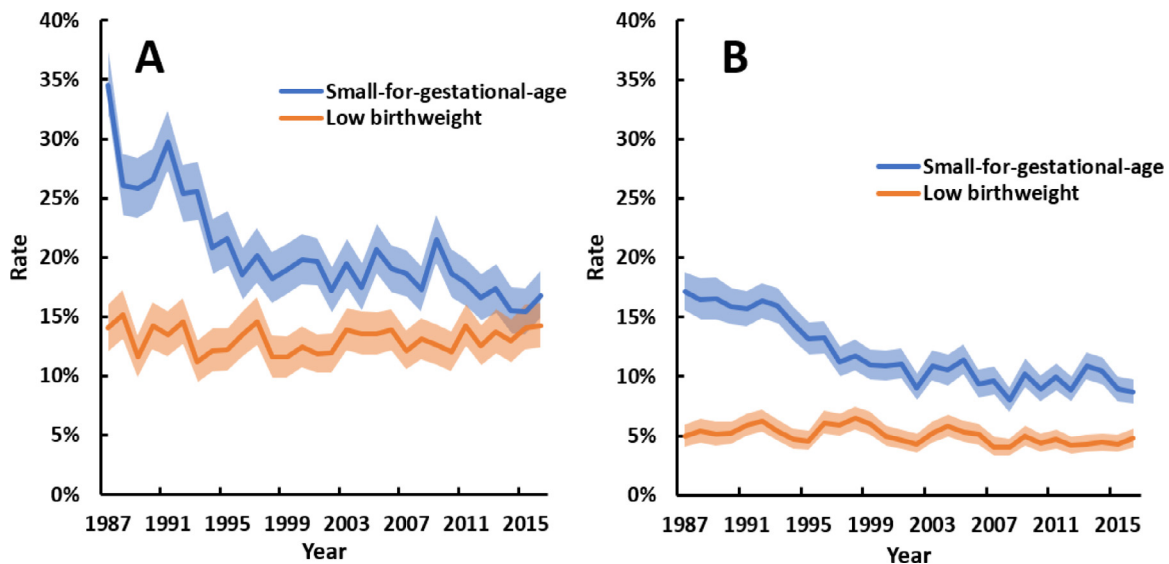 A
40%
35%
30%
25%
20%
15%
10%
5%
0%
Rate
Small-for-gestational-age
Low birthweight
1987 1991 1995 1999 2003 2007 2011 2015
Year
B
40%
35%
30%
25%
20%
15%
10%
5%
0%
Rate
Small-for-gestational-age
Low birthweight
1987 1991 1995 1999 2003 2007 2011 2015
Year